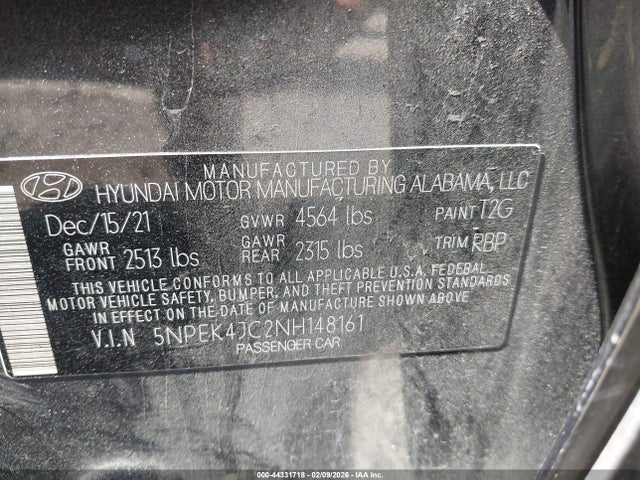 MANUFACTURED BY
HYUNDAI MOTOR MANUFACTURING ALABAMA, LLC
Dec/15/21 GVWR 4564 lbs PAINT T2G
GAWR FRONT 2513 lbs GAWR REAR 2315 lbs TRIM RBP
THIS VEHICLE CONFORMS TO ALL APPLICABLE U.S.A. FEDERAL
MOTOR VEHICLE SAFETY, BUMPER, AND THEFT PREVENTION STANDARDS
IN EFFECT ON THE DATE OF MANUFACTURE SHOWN ABOVE.
V.I.N 5NPEK4JC2NH148161
PASSENGER CAR
000-44331718 - 02/09/2026 - IAA Inc.